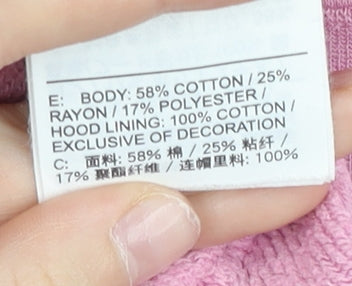 E: BODY: 58% COTTON / 25%
RAYON / 17% POLYESTER /
HOOD LINING: 100% COTTON /
EXCLUSIVE OF DECORATION
C: 面料: 58% 棉 / 25% 粘纤 /
17% 聚酯纤维 / 连帽里料: 100%